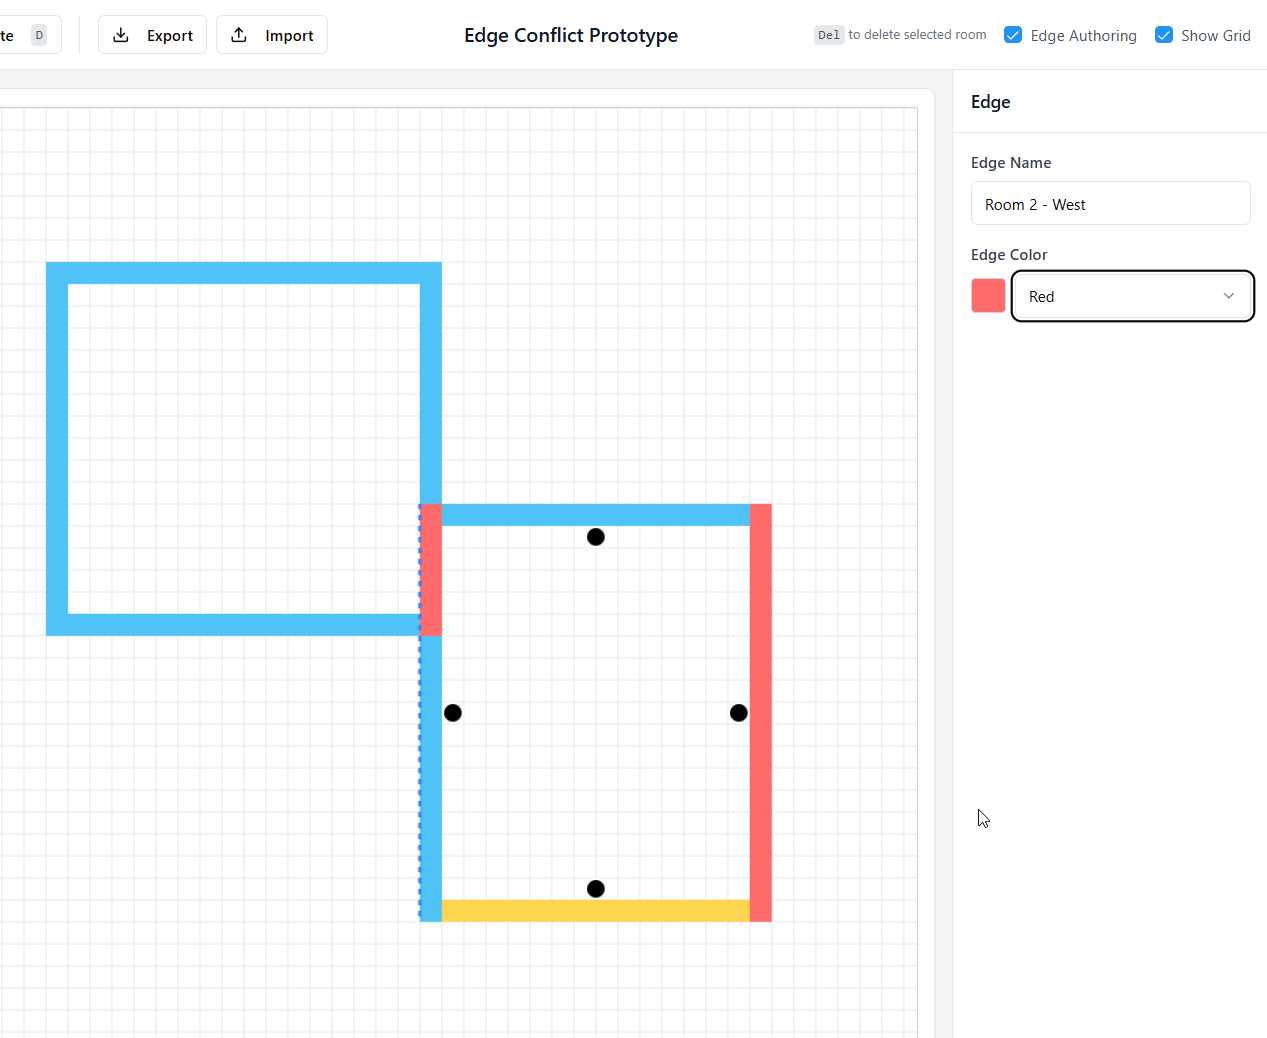 te D Export Import Edge Conflict Prototype Del to delete selected room Edge Authoring Show Grid
Edge
Edge Name
Room 2 - West
Edge Color
Red